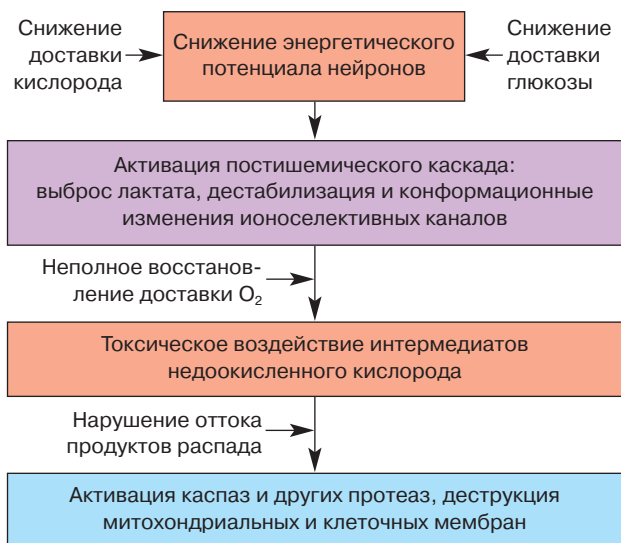 Снижение
доставки
кислорода
Снижение энергетического
потенциала нейронов
Снижение
доставки
глюкозы
Активация постишемического каскада:
выброс лактата, дестабилизация и конформационные
изменения ионоселективных каналов
Неполное восстанов-
ление доставки O₂
Токсическое воздействие интермедиатов
недоокисленного кислорода
Нарушение оттока
продуктов распада
Активация каспаз и других протеаз, деструкция
митохондриальных и клеточных мембран